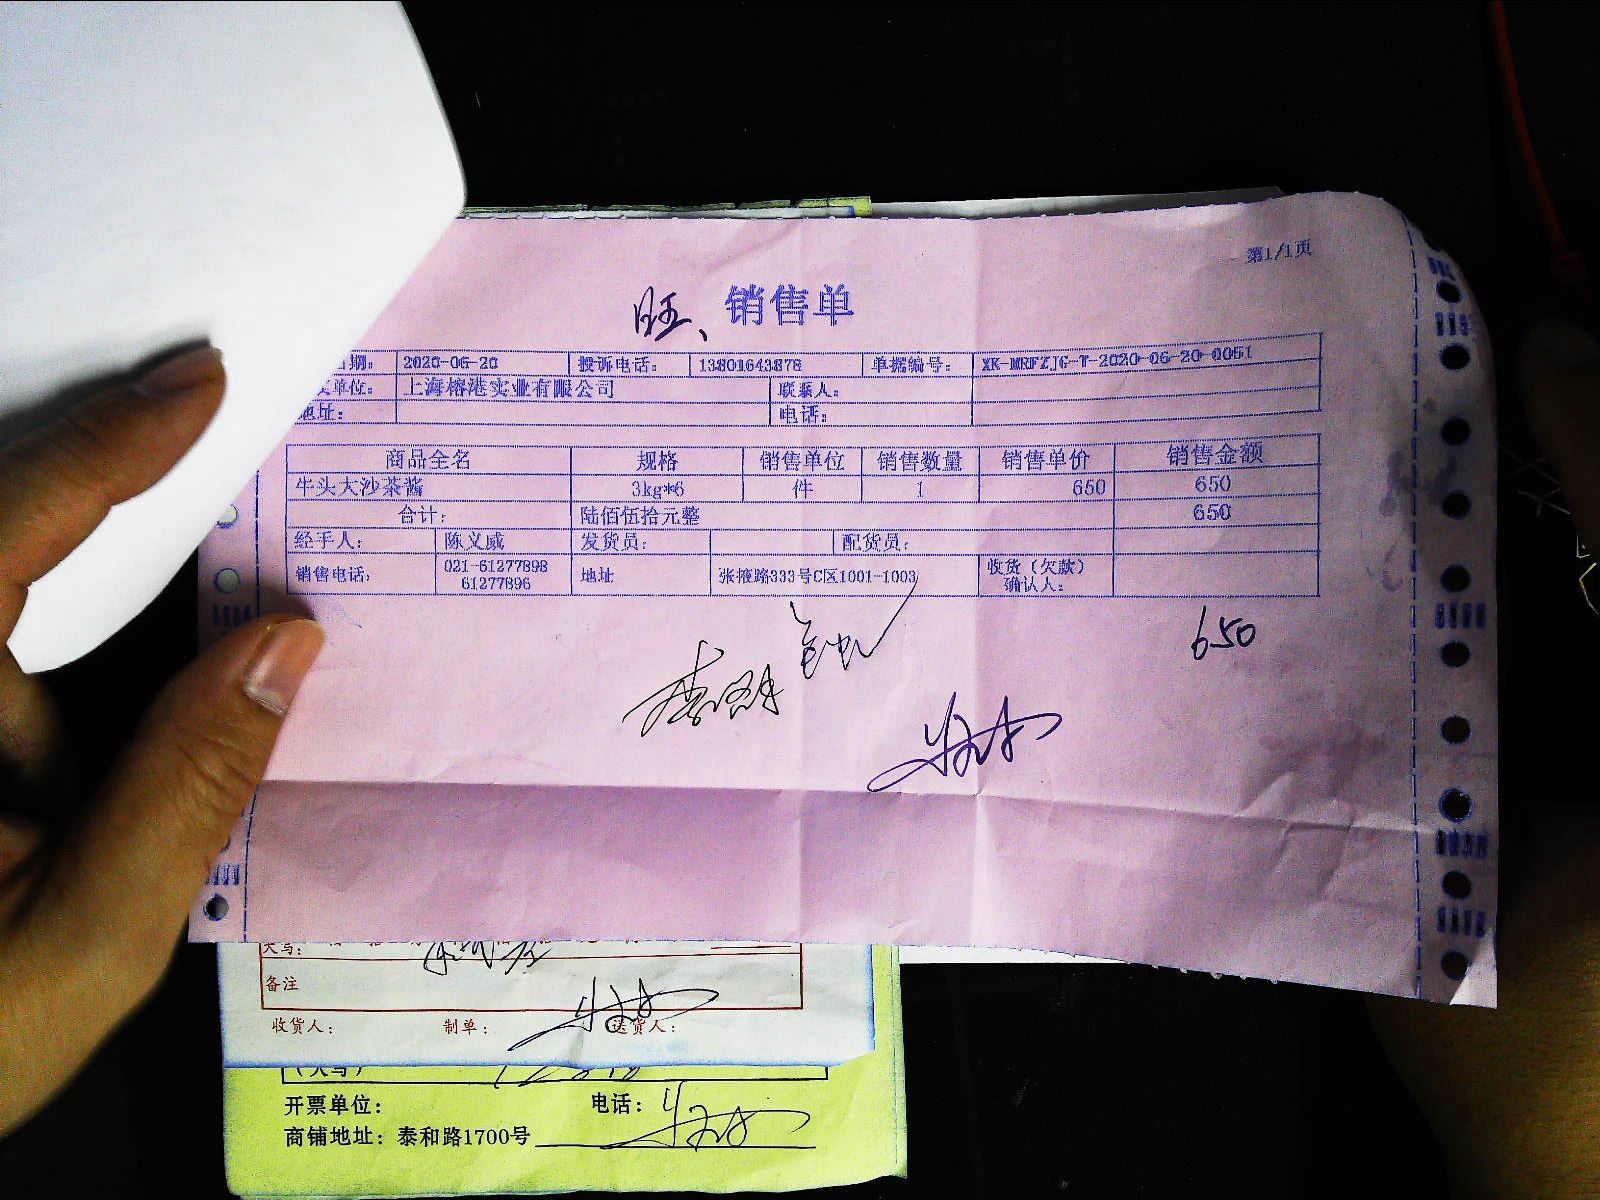 第1/1页
旺、 销售单
日期： 2020-06-20 投诉电话： 13801643878 单据编号： XK-MRFZJG-T-2020-06-20-0051
单位： 上海榕港实业有限公司 联系人：
地址： 电话：
商品全名 规格 销售单位 销售数量 销售单价 销售金额
牛头大沙茶酱 3kg*6 件 1 650 650
合计： 陆佰伍拾元整 650
经手人： 陈义威 发货员： 配货员：
销售电话： 021-61277898 61277896 地址 张掖路333号C区1001-1003 收货（欠款）确认人：
650
大写：
备注
收货人： 制单： 送货人：
（大写）
开票单位： 电话：
商铺地址：泰和路1700号